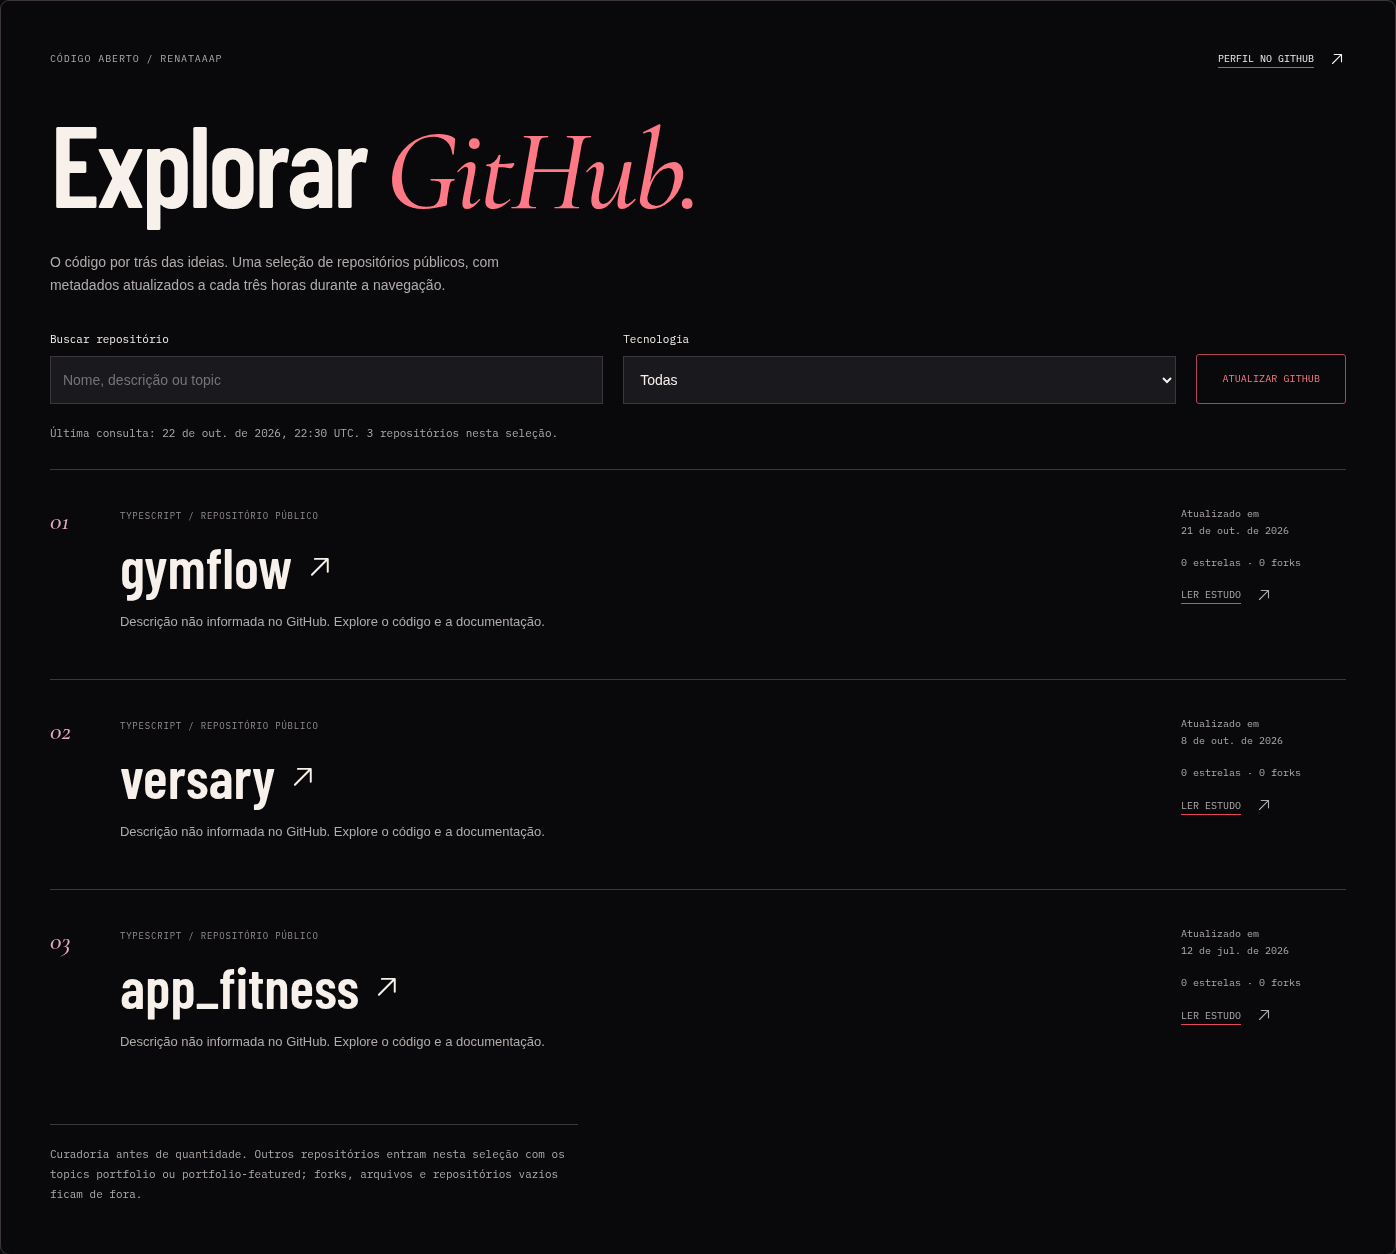 CÓDIGO ABERTO / RENATAAAP
PERFIL NO GITHUB
Explorar GitHub.
O código por trás das ideias. Uma seleção de repositórios públicos, com
metadados atualizados a cada três horas durante a navegação.
Buscar repositório
Nome, descrição ou topic
Tecnologia
Todas
ATUALIZAR GITHUB
Última consulta: 22 de out. de 2026, 22:30 UTC. 3 repositórios nesta seleção.
01
TYPESCRIPT / REPOSITÓRIO PÚBLICO
gymflow
Descrição não informada no GitHub. Explore o código e a documentação.
Atualizado em
21 de out. de 2026
0 estrelas · 0 forks
LER ESTUDO
02
TYPESCRIPT / REPOSITÓRIO PÚBLICO
versary
Descrição não informada no GitHub. Explore o código e a documentação.
Atualizado em
8 de out. de 2026
0 estrelas · 0 forks
LER ESTUDO
03
TYPESCRIPT / REPOSITÓRIO PÚBLICO
app_fitness
Descrição não informada no GitHub. Explore o código e a documentação.
Atualizado em
12 de jul. de 2026
0 estrelas · 0 forks
LER ESTUDO
Curadoria antes de quantidade. Outros repositórios entram nesta seleção com os
topics portfolio ou portfolio-featured; forks, arquivos e repositórios vazios
ficam de fora.